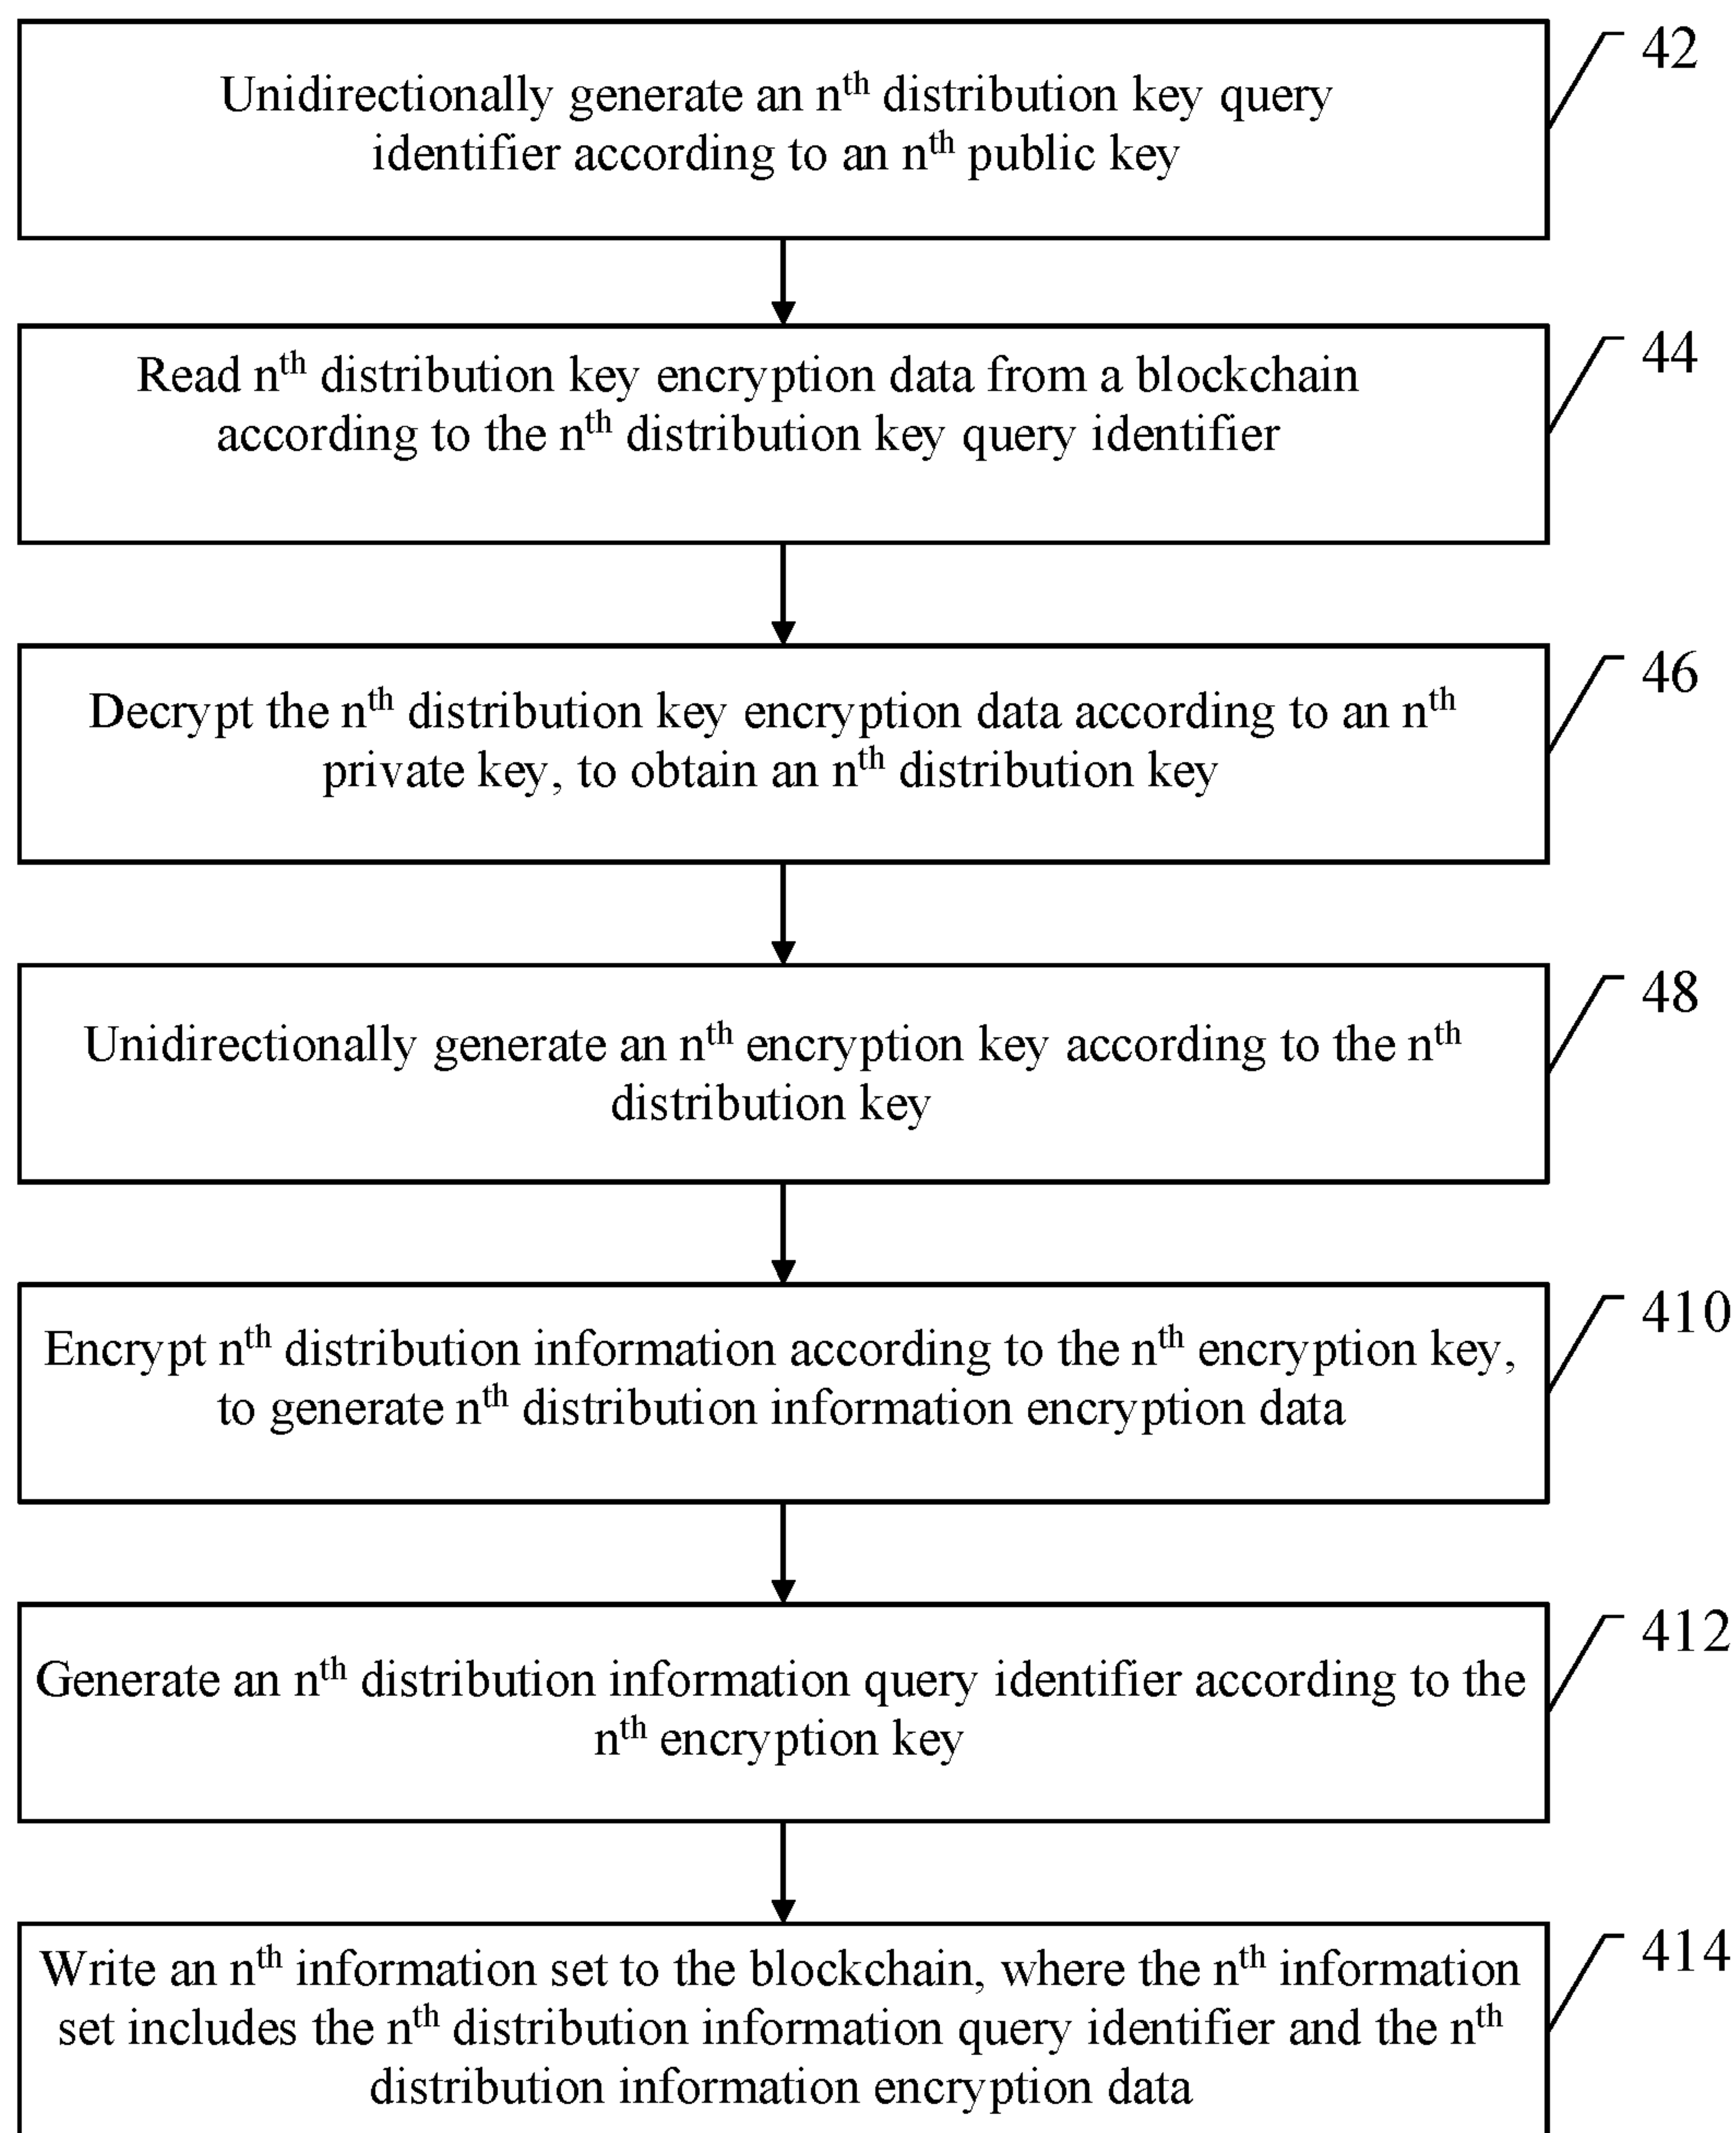 Unidirectionally generate an nth distribution key query
identifier according to an nth public key
42
Read nth distribution key encryption data from a blockchain
according to the nth distribution key query identifier
44
Decrypt the nth distribution key encryption data according to an nth
private key, to obtain an nth distribution key
46
Unidirectionally generate an nth encryption key according to the nth
distribution key
48
Encrypt nth distribution information according to the nth encryption key,
to generate nth distribution information encryption data
410
Generate an nth distribution information query identifier according to the
nth encryption key
412
Write an nth information set to the blockchain, where the nth information
set includes the nth distribution information query identifier and the nth
distribution information encryption data
414